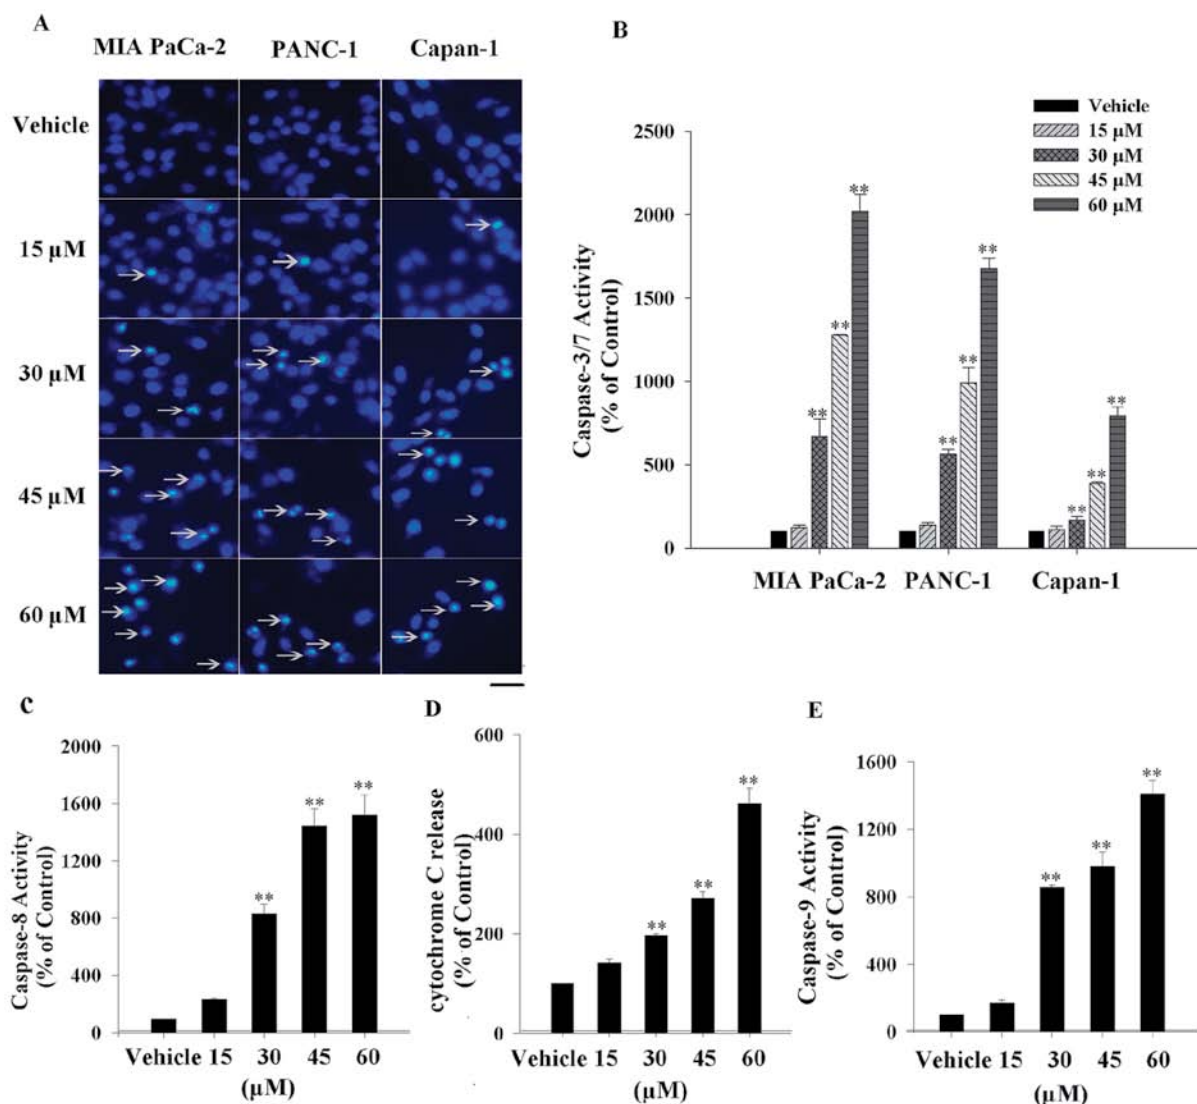 A
MIA PaCa-2 PANC-1 Capan-1
Vehicle
15 µM
30 µM
45 µM
60 µM
B
Vehicle
15 µM
30 µM
45 µM
60 µM
Caspase-3/7 Activity
(% of Control)
2500
2000
1500
1000
500
0
** ** **
** ** **
** ** **
MIA PaCa-2 PANC-1 Capan-1
C
Caspase-8 Activity
(% of Control)
2000
1600
1200
800
400
0
** ** **
Vehicle 15 30 45 60
(µM)
D
cytochrome C release
(% of Control)
600
400
200
0
** ** **
Vehicle 15 30 45 60
(µM)
E
Caspase-9 Activity
(% of Control)
1600
1200
800
400
0
** ** **
Vehicle 15 30 45 60
(µM)